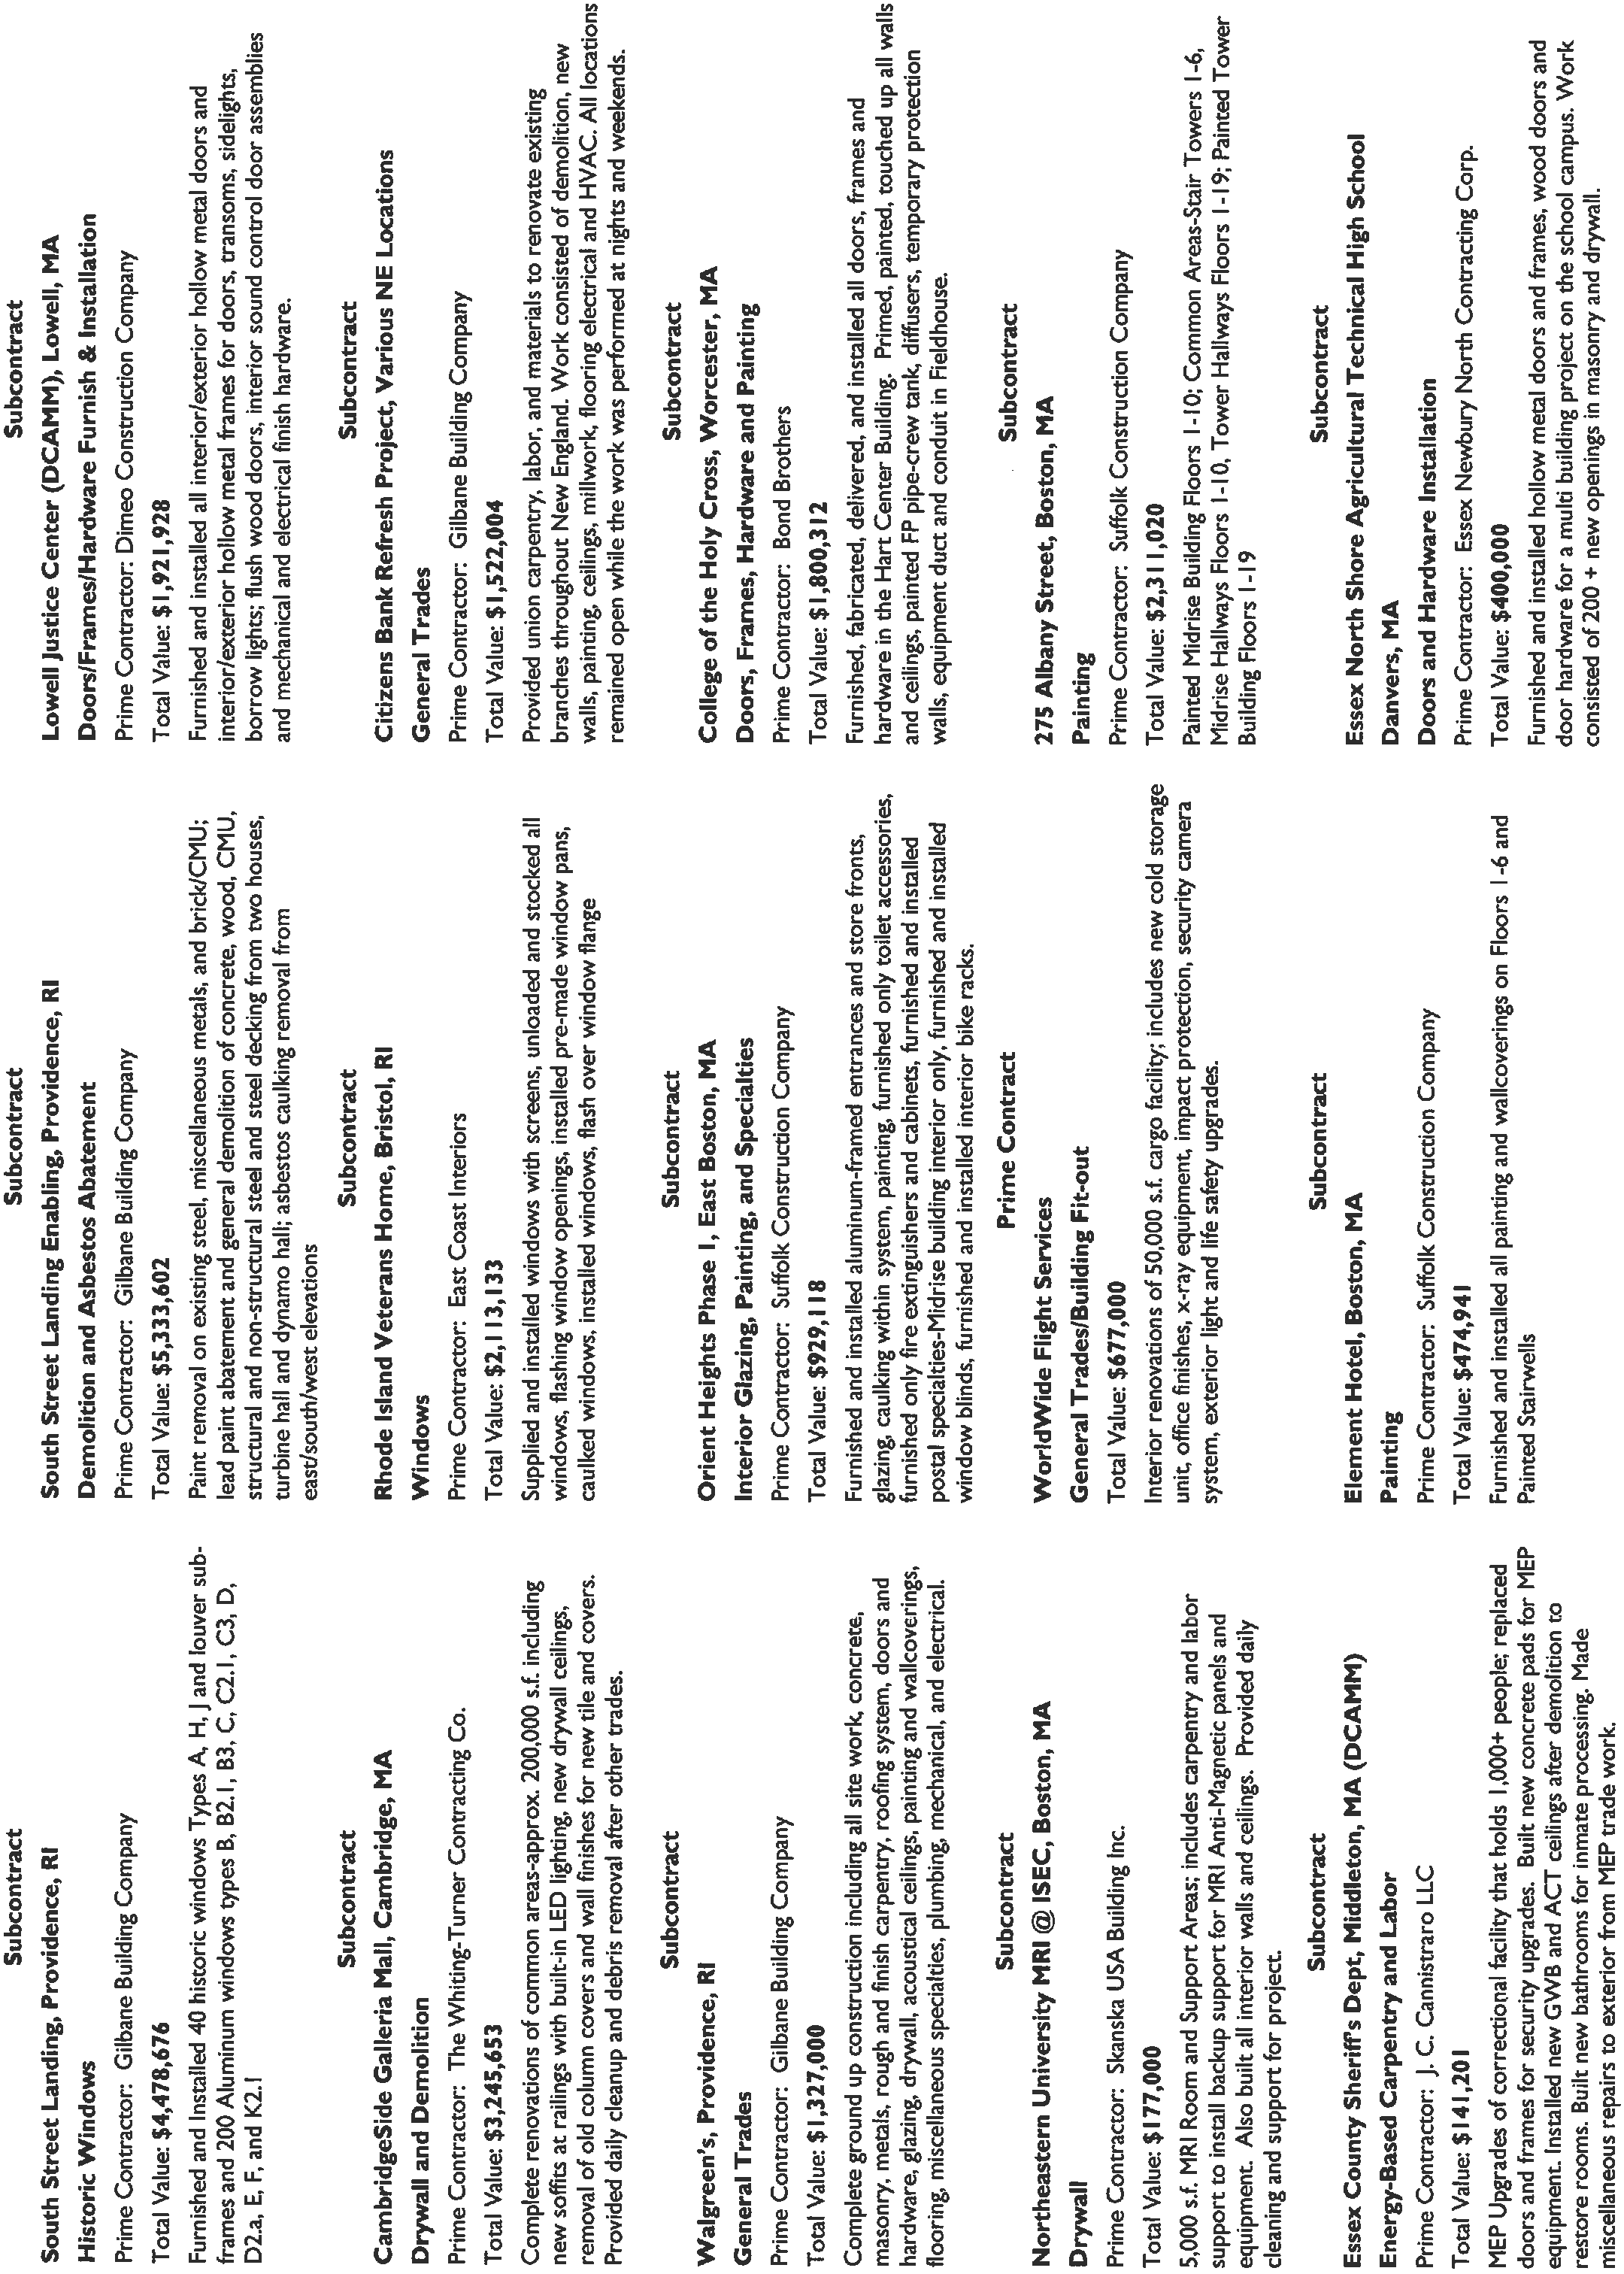 Subcontract
South Street Landing, Providence, RI
Historic Windows
Prime Contractor: Gilbane Building Company
Total Value: $4,478,676
Furnished and Installed 40 historic windows Types A, H, J and louver sub-
frames and 200 Aluminum windows types B, B2.1, B3, C, C2.1, C3, D,
D2.a, E, F, and K2.1
Subcontract
South Street Landing Enabling, Providence, RI
Demolition and Asbestos Abatement
Prime Contractor: Gilbane Building Company
Total Value: $5,333,602
Paint removal on existing steel, miscellaneous metals, and brick/CMU;
lead paint abatement and general demolition of concrete, wood, CMU,
structural and non-structural steel and steel decking from two houses,
turbine hall and dynamo hall; asbestos caulking removal from
east/south/west elevations
Subcontract
Lowell Justice Center (DCAMM), Lowell, MA
Doors/Frames/Hardware Furnish & Installation
Prime Contractor: Dimeo Construction Company
Total Value: $1,921,928
Furnished and installed all interior/exterior hollow metal doors and
interior/exterior hollow metal frames for doors, transoms, sidelights,
borrow lights; flush wood doors, interior sound control door assemblies
and mechanical and electrical finish hardware.
Subcontract
CambridgeSide Galleria Mall, Cambridge, MA
Drywall and Demolition
Prime Contractor: The Whiting-Turner Contracting Co.
Total Value: $3,245,653
Complete renovations of common areas-approx. 200,000 s.f. including
new soffits at railings with built-in LED lighting, new drywall ceilings,
removal of old column covers and wall finishes for new tile and covers.
Provided daily cleanup and debris removal after other trades.
Subcontract
Rhode Island Veterans Home, Bristol, RI
Windows
Prime Contractor: East Coast Interiors
Total Value: $2,113,133
Supplied and installed windows with screens, unloaded and stocked all
windows, flashing window openings, installed pre-made window pans,
caulked windows, installed windows, flash over window flange
Subcontract
Citizens Bank Refresh Project, Various NE Locations
General Trades
Prime Contractor: Gilbane Building Company
Total Value: $1,522,004
Provided union carpentry, labor, and materials to renovate existing
branches throughout New England. Work consisted of demolition, new
walls, painting, ceilings, millwork, flooring electrical and HVAC. All locations
remained open while the work was performed at nights and weekends.
Subcontract
Walgreen's, Providence, RI
General Trades
Prime Contractor: Gilbane Building Company
Total Value: $1,327,000
Complete ground up construction including all site work, concrete,
masonry, metals, rough and finish carpentry, roofing system, doors and
hardware, glazing, drywall, acoustical ceilings, painting and wallcoverings,
flooring, miscellaneous specialties, plumbing, mechanical, and electrical.
Subcontract
Orient Heights Phase 1, East Boston, MA
Interior Glazing, Painting, and Specialties
Prime Contractor: Suffolk Construction Company
Total Value: $929,118
Furnished and installed aluminum-framed entrances and store fronts,
glazing, caulking within system, painting, furnished only toilet accessories,
furnished only fire extinguishers and cabinets, furnished and installed
postal specialties-Midrise building interior only, furnished and installed
window blinds, furnished and installed interior bike racks.
Subcontract
College of the Holy Cross, Worcester, MA
Doors, Frames, Hardware and Painting
Prime Contractor: Bond Brothers
Total Value: $1,800,312
Furnished, fabricated, delivered, and installed all doors, frames and
hardware in the Hart Center Building. Primed, painted, touched up all walls
and ceilings, painted FP pipe-crew tank, diffusers, temporary protection
walls, equipment duct and conduit in Fieldhouse.
Subcontract
Northeastern University MRI @ ISEC, Boston, MA
Drywall
Prime Contractor: Skanska USA Building Inc.
Total Value: $177,000
5,000 s.f. MRI Room and Support Areas; includes carpentry and labor
support to install backup support for MRI Anti-Magnetic panels and
equipment. Also built all interior walls and ceilings. Provided daily
cleaning and support for project.
Prime Contract
WorldWide Flight Services
General Trades/Building Fit-out
Total Value: $677,000
Interior renovations of 50,000 s.f. cargo facility; includes new cold storage
unit, office finishes, x-ray equipment, impact protection, security camera
system, exterior light and life safety upgrades.
Subcontract
275 Albany Street, Boston, MA
Painting
Prime Contractor: Suffolk Construction Company
Total Value: $2,311,020
Painted Midrise Building Floors 1-10; Common Areas-Stair Towers 1-6,
Midrise Hallways Floors 1-10, Tower Hallways Floors 1-19; Painted Tower
Building Floors 1-19
Subcontract
Essex County Sheriff's Dept, Middleton, MA (DCAMM)
Energy-Based Carpentry and Labor
Prime Contractor: J. C. Cannistraro LLC
Total Value: $141,201
MEP Upgrades of correctional facility that holds 1,000+ people; replaced
doors and frames for security upgrades. Built new concrete pads for MEP
equipment. Installed new GWB and ACT ceilings after demolition to
restore rooms. Built new bathrooms for inmate processing. Made
miscellaneous repairs to exterior from MEP trade work.
Subcontract
Element Hotel, Boston, MA
Painting
Prime Contractor: Suffolk Construction Company
Total Value: $474,941
Furnished and installed all painting and wallcoverings on Floors 1-6 and
Painted Stairwells
Subcontract
Essex North Shore Agricultural Technical High School
Danvers, MA
Doors and Hardware Installation
Prime Contractor: Essex Newbury North Contracting Corp.
Total Value: $400,000
Furnished and installed hollow metal doors and frames, wood doors and
door hardware for a multi building project on the school campus. Work
consisted of 200 + new openings in masonry and drywall.